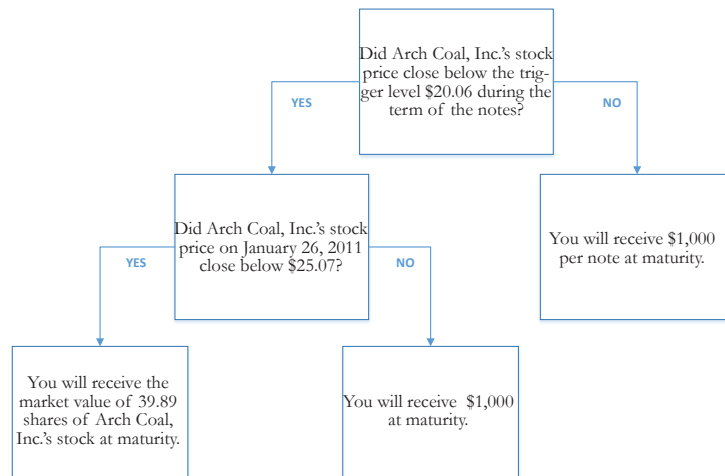 Did Arch Coal, Inc.'s stock
price close below the trig-
ger level $20.06 during the
term of the notes?
YES
NO
Did Arch Coal, Inc.'s stock
price on January 26, 2011
close below $25.07?
You will receive $1,000
per note at maturity.
YES
NO
You will receive the
market value of 39.89
shares of Arch Coal,
Inc.'s stock at maturity.
You will receive $1,000
at maturity.